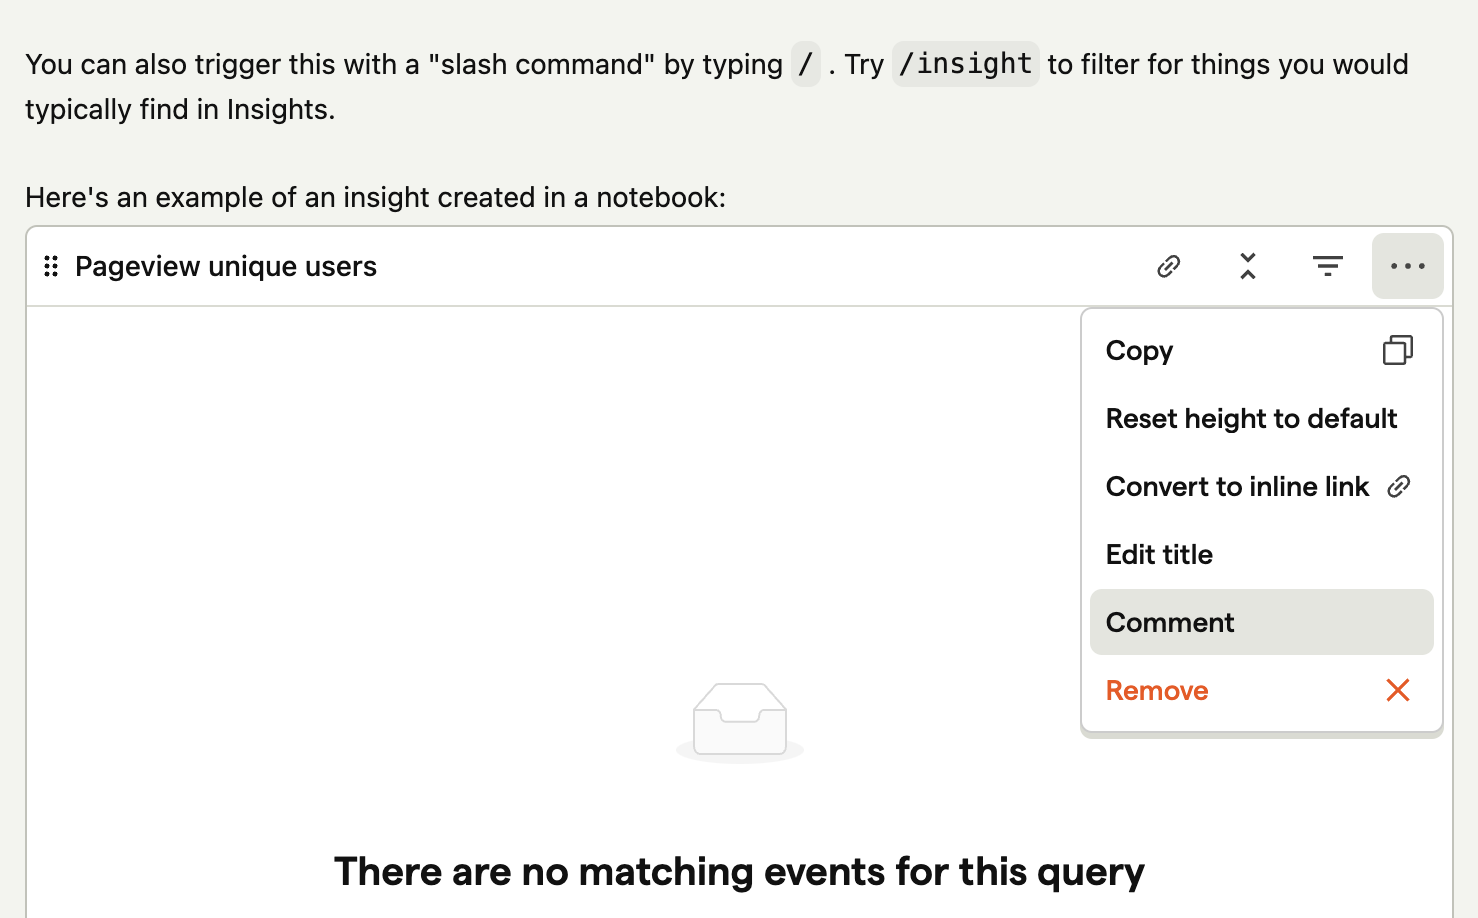 You can also trigger this with a "slash command" by typing / . Try /insight to filter for things you would
typically find in Insights.
Here's an example of an insight created in a notebook:
Pageview unique users
Copy
Reset height to default
Convert to inline link
Edit title
Comment
Remove
There are no matching events for this query